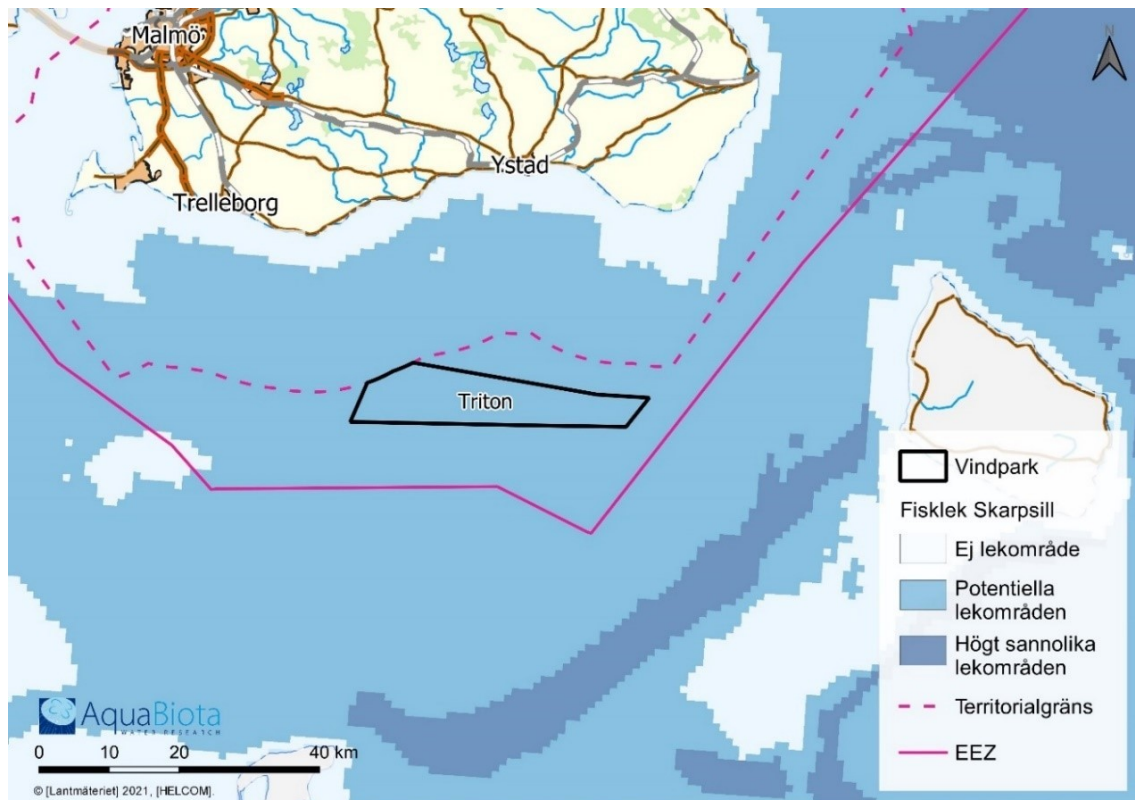 Malmö
N
Ystad
Trelleborg
Triton
Vindpark
Fisklek Skarpsill
Ej lekområde
Potentiella
lekområden
Högt sannolika
lekområden
Territorialgräns
EEZ
AquaBiota
WATER RESEARCH
0 10 20 40 km
© [Lantmäteriet] 2021, [HELCOM].